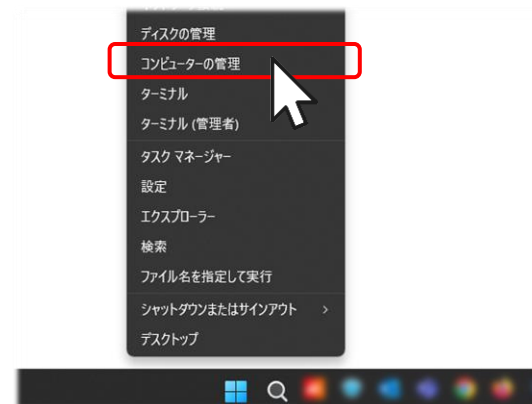 ディスクの管理
コンピューターの管理
ターミナル
ターミナル (管理者)
タスク マネージャー
設定
エクスプローラー
検索
ファイル名を指定して実行
シャットダウンまたはサインアウト
デスクトップ